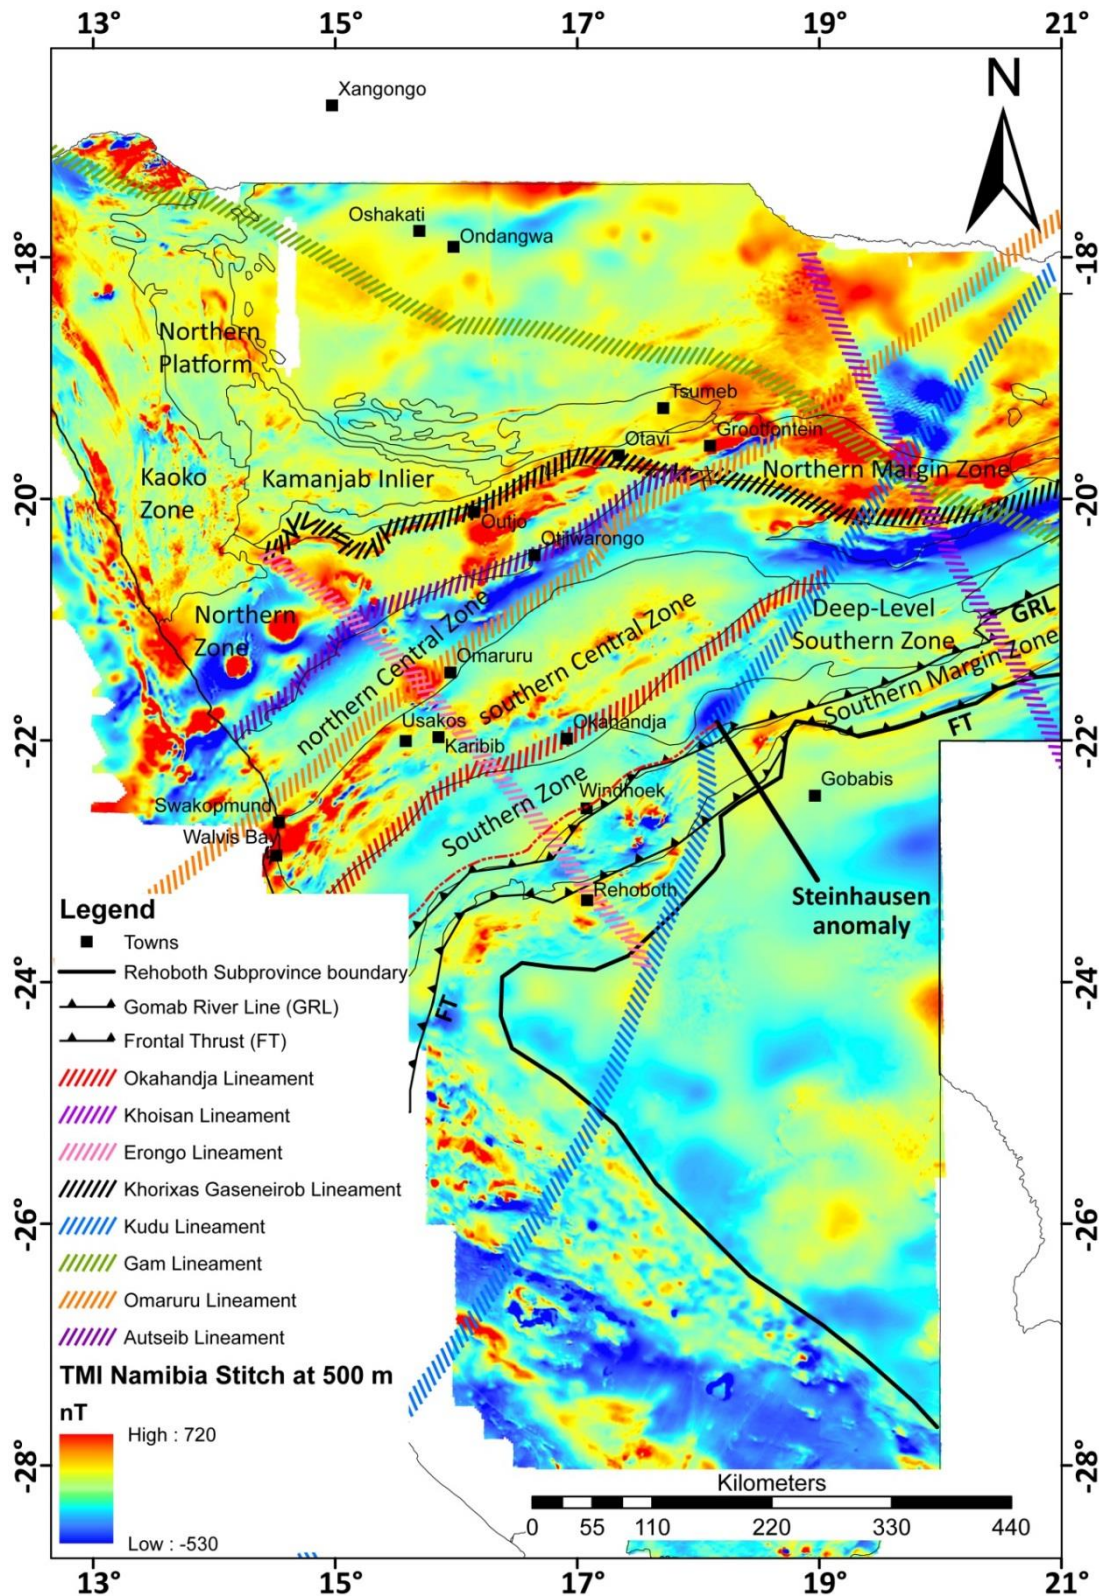 13°
15°
17°
19°
21°
Xangongo
N
Oshakati
Ondangwa
-18°
-18°
Northern
Platform
Tsumeb
Grootfontein
Otavi
Kaoko
Zone
Kamanjab Inlier
Northern Margin Zone
-20°
-20°
Outjo
Otjiwarongo
Northern
Zone
northern Central Zone
southern Central Zone
Deep-Level
Southern Zone
GRL
Southern Margin Zone
FT
Omaruru
Usakos
Karibib
Okahandja
-22°
-22°
Southern Zone
Windhoek
Gobabis
Swakopmund
Walvis Bay
Rehoboth
Steinhausen
anomaly
FT
Legend
Towns
Rehoboth Subprovince boundary
Gomab River Line (GRL)
Frontal Thrust (FT)
Okahandja Lineament
Khoisan Lineament
Erongo Lineament
Khorixas Gaseneirob Lineament
Kudu Lineament
Gam Lineament
Omaruru Lineament
Autseib Lineament
TMI Namibia Stitch at 500 m
nT
High : 720
Low : -530
-24°
-24°
-26°
-26°
-28°
-28°
Kilometers
0 55 110 220 330 440
13°
15°
17°
19°
21°